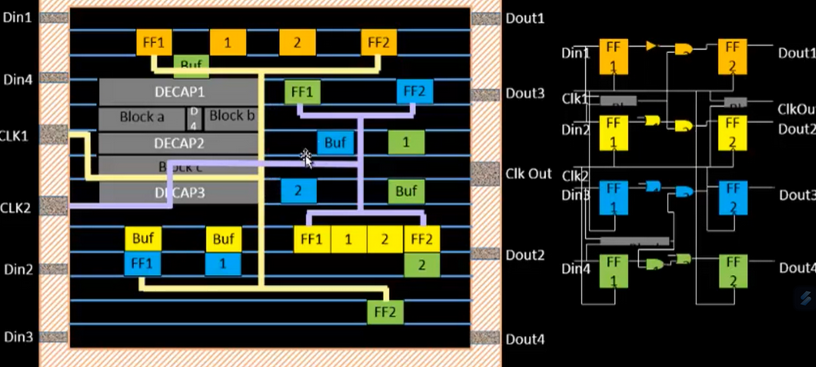 Din1
Dout1
FF1 1 2 FF2
Buf
Din4
DECAP1
FF1 FF2
Dout3
Block a D4 Block b
CLK1
DECAP2
Buf 1
Block c
Clk Out
DECAP3
2 Buf
CLK2
Buf Buf
FF1 1 2 FF2
Dout2
Din2
FF1 1
2
FF2
Din3
Dout4
Din1 FF 1 FF 2 Dout1
Clk1 ClkOut
Din2 FF 1 FF 2 Dout2
Clk2
Din3 FF 1 FF 2 Dout3
Din4 FF 1 FF 2 Dout4